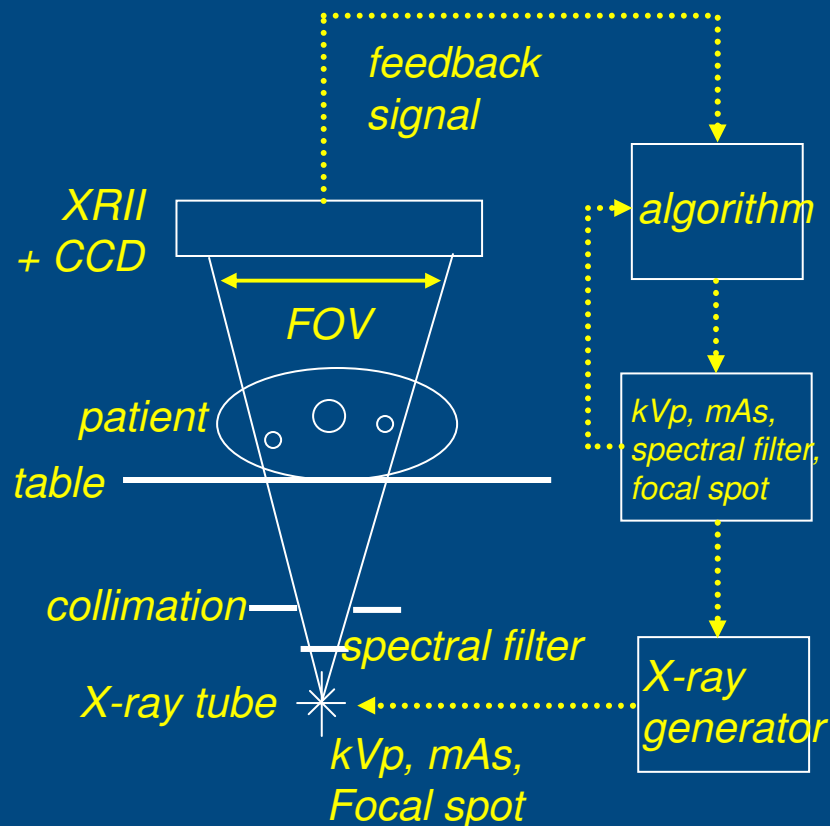 feedback
signal
XRII
+ CCD
algorithm
FOV
patient
kVp, mAs,
spectral filter,
focal spot
table
collimation
spectral filter
X-ray tube
X-ray
generator
kVp, mAs,
Focal spot